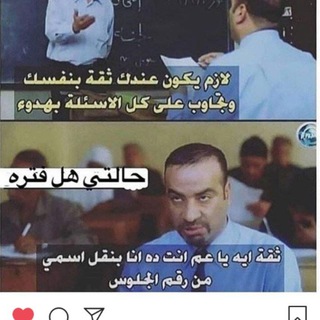 لازم يكون عندك ثقة بنفسك
وتجاوب على كل الاسئلة بهدوء
حالتي هل فتره
ثقة ايه يا عم انت ده انا بنقل اسمي
من رقم الجلوس